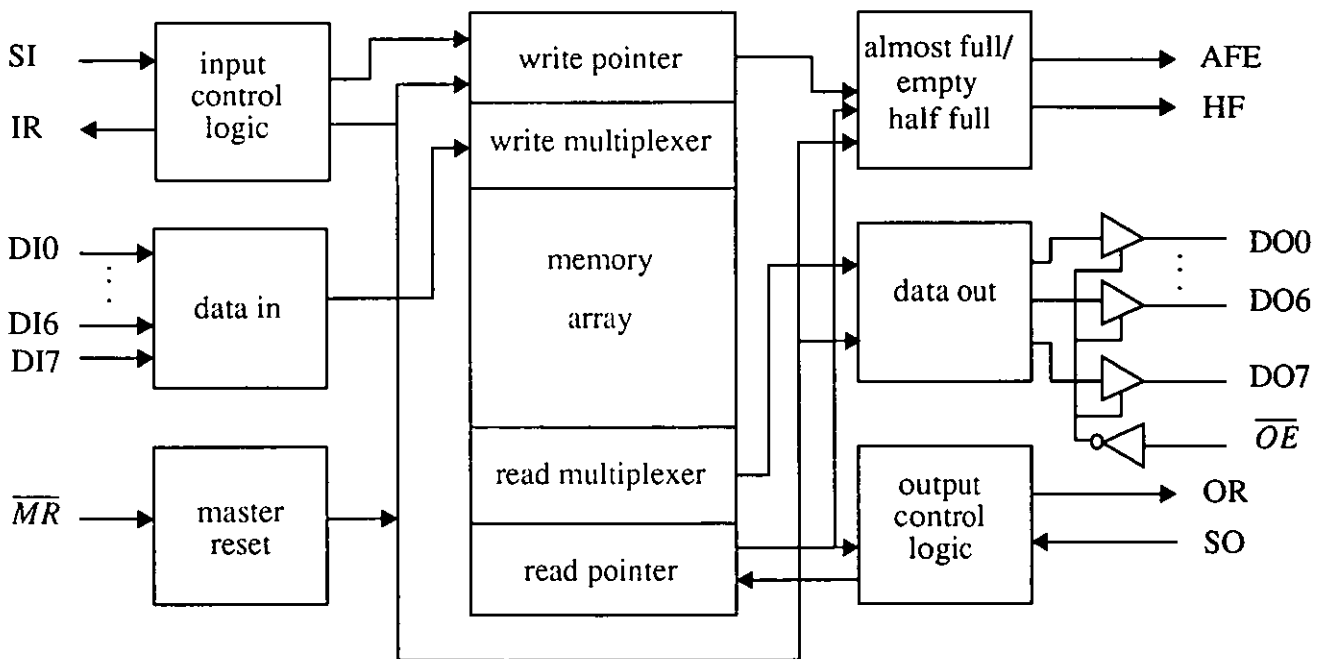 SI
IR
input
control
logic
DI0
DI6
DI7
data in
MR
master
reset
write pointer
write multiplexer
memory
array
read multiplexer
read pointer
almost full/
empty
half full
AFE
HF
data out
DO0
DO6
DO7
OE
output
control
logic
OR
SO